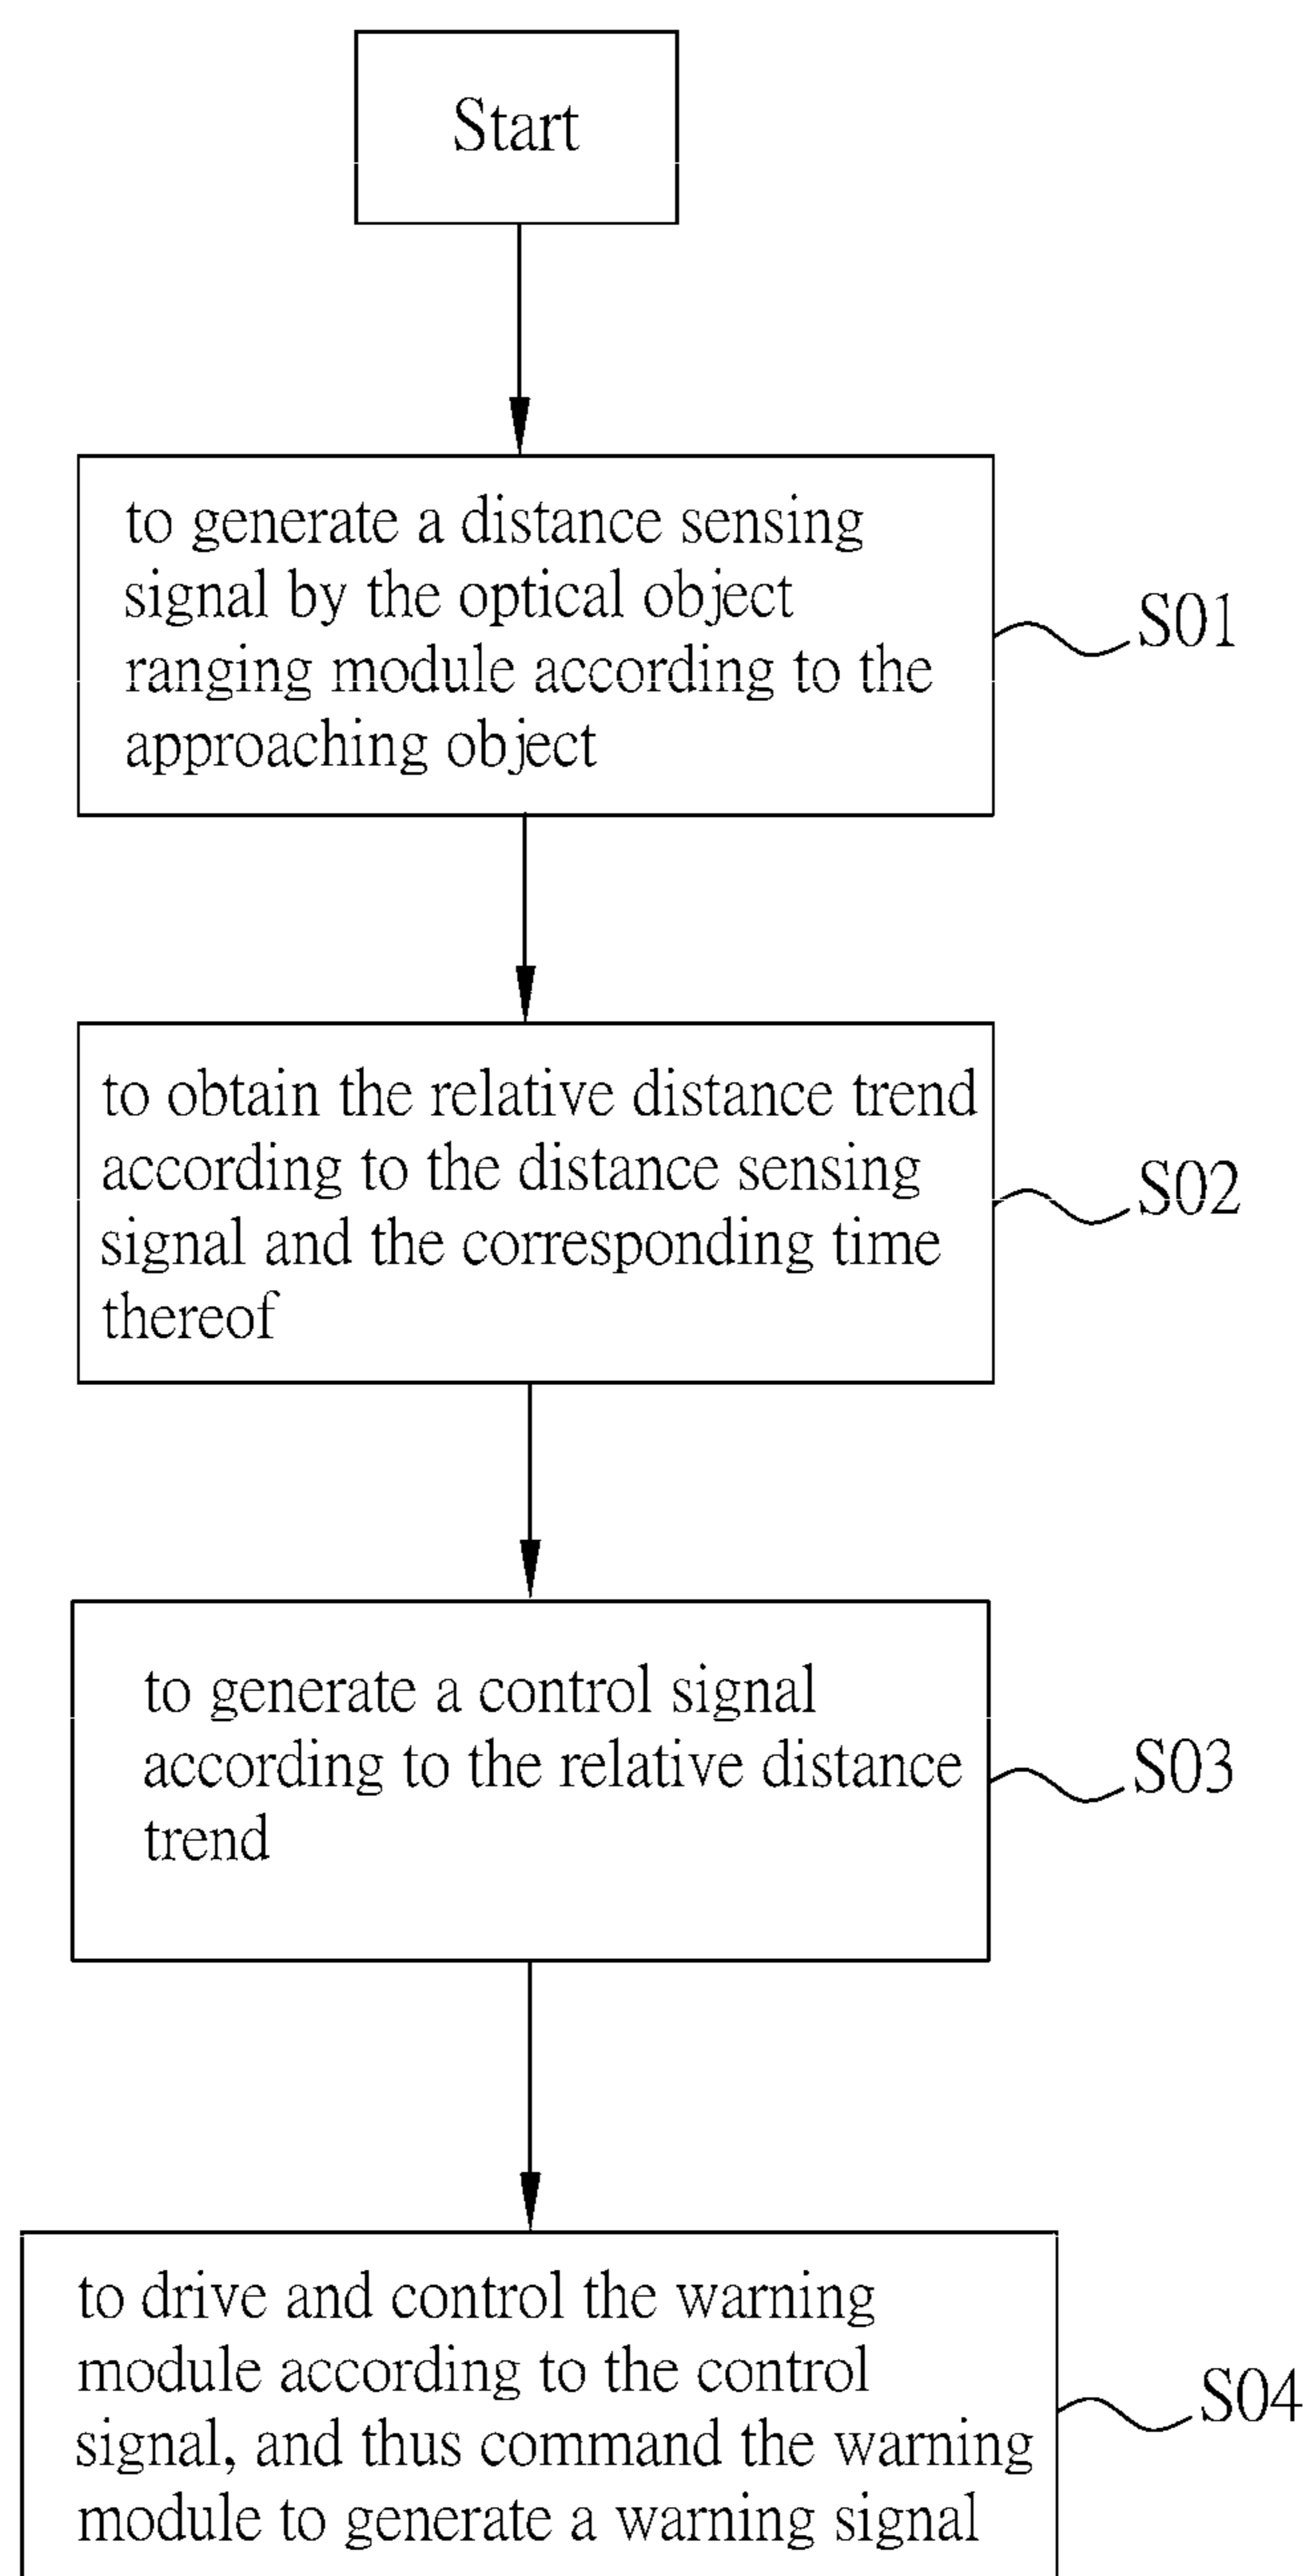 Start
to generate a distance sensing
signal by the optical object
ranging module according to the
approaching object
S01
to obtain the relative distance trend
according to the distance sensing
signal and the corresponding time
thereof
S02
to generate a control signal
according to the relative distance
trend
S03
to drive and control the warning
module according to the control
signal, and thus command the warning
module to generate a warning signal
S04